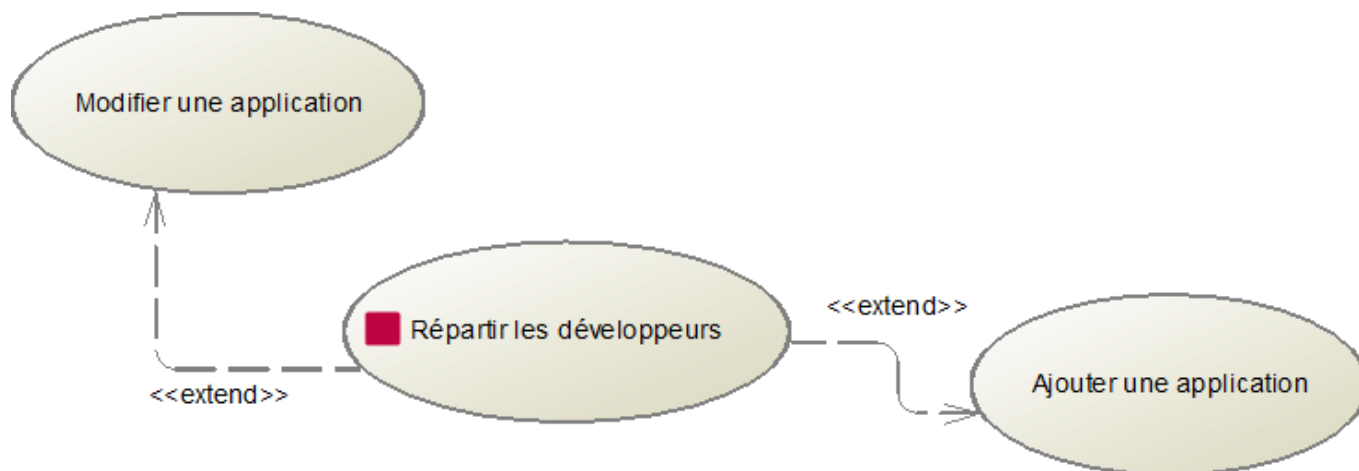 Modifier une application
<<extend>>
Répartir les développeurs
<<extend>>
Ajouter une application